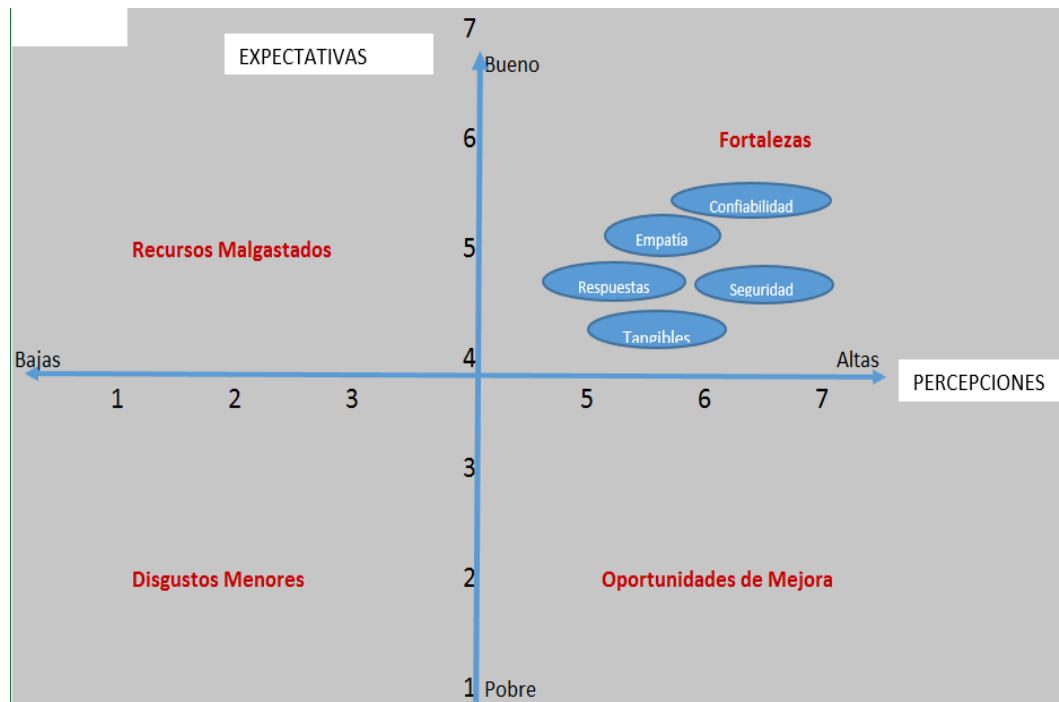 7
EXPECTATIVAS
Bueno
6
Fortalezas
Confiabilidad
Empatía
5
Recursos Malgastados
Respuestas
Seguridad
Tangibles
4
Bajas
Altas
PERCEPCIONES
1 2 3 5 6 7
3
Disgustos Menores
2
Oportunidades de Mejora
1 Pobre